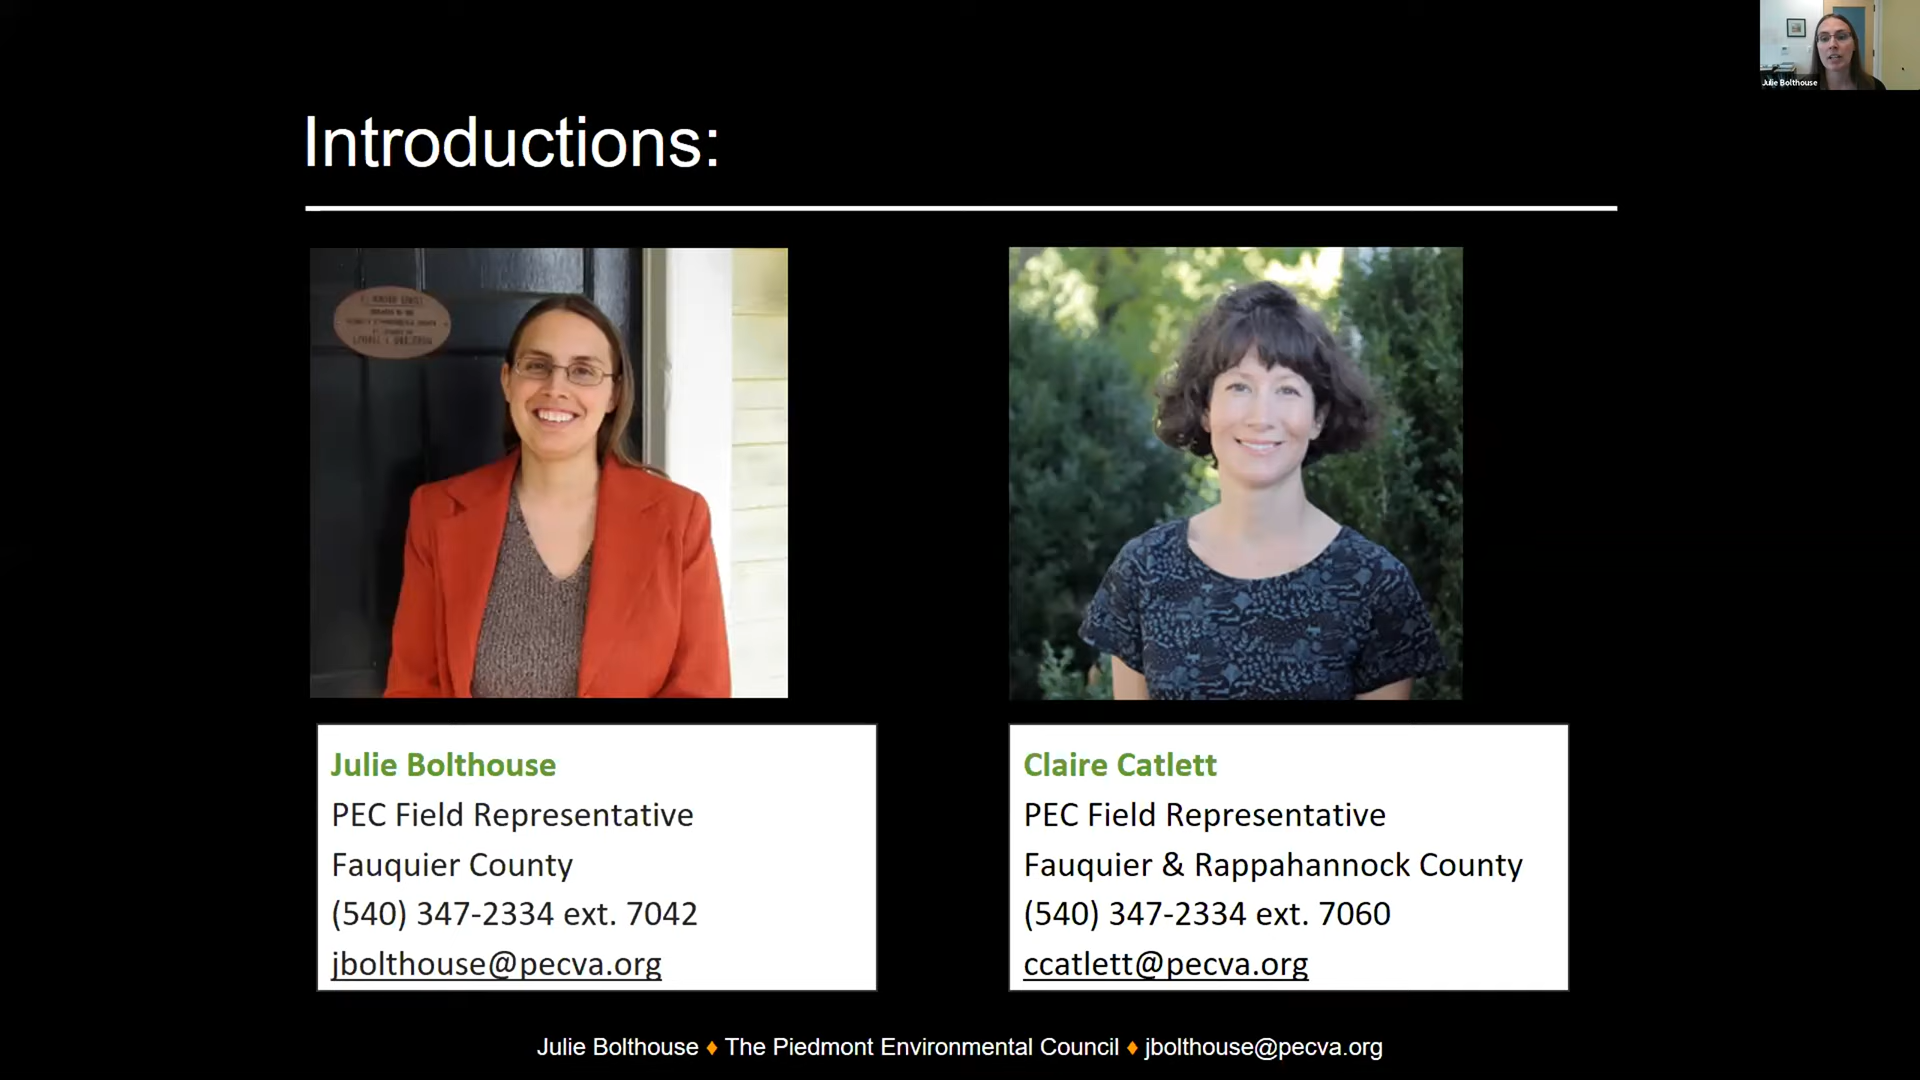 Julie Bolthouse
Introductions:
Julie Bolthouse
PEC Field Representative
Fauquier County
(540) 347-2334 ext. 7042
jbolthouse@pecva.org
Claire Catlett
PEC Field Representative
Fauquier & Rappahannock County
(540) 347-2334 ext. 7060
ccatlett@pecva.org
Julie Bolthouse ♦ The Piedmont Environmental Council ♦ jbolthouse@pecva.org